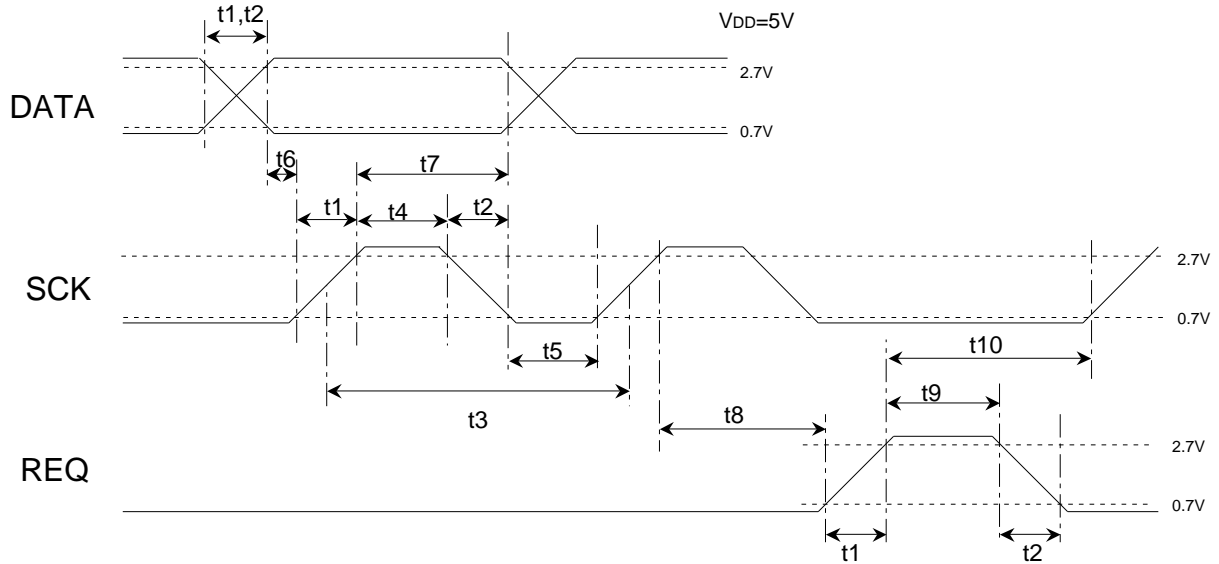 t1,t2
VDD=5V
2.7V
DATA
0.7V
t6
t7
t1
t4
t2
2.7V
SCK
0.7V
t5
t10
t3
t9
t8
2.7V
REQ
0.7V
t1
t2